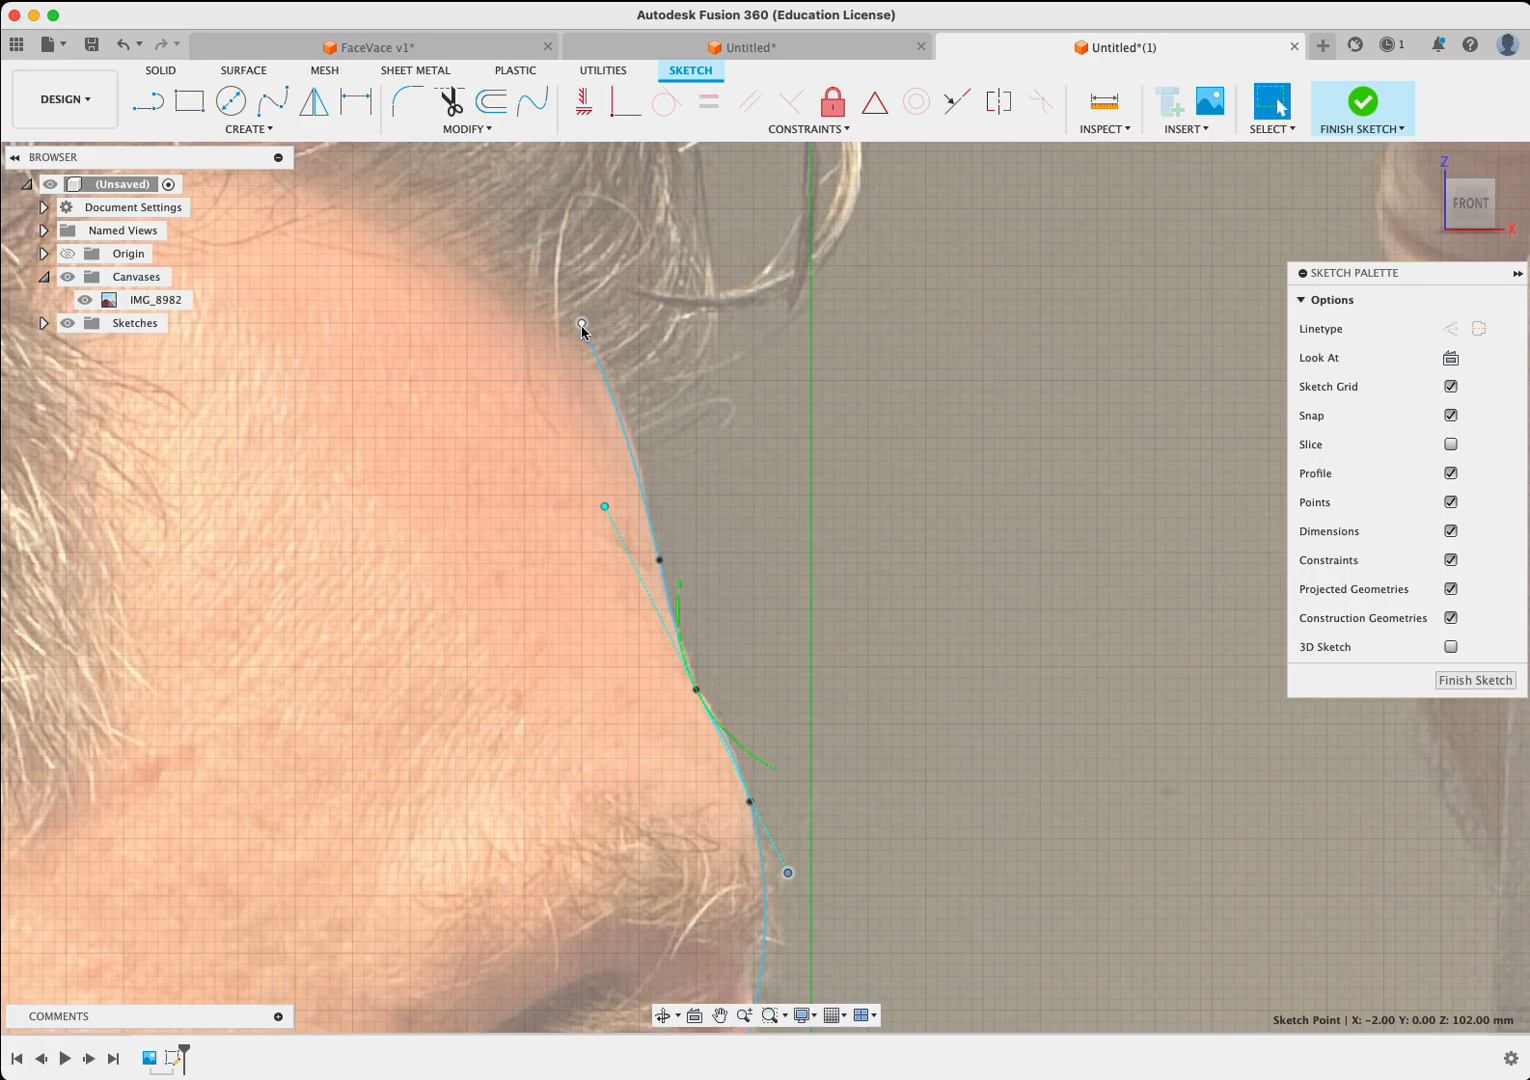 Autodesk Fusion 360 (Education License)
FaceVace v1*
Untitled*
Untitled*(1)
1
SOLID
SURFACE
MESH
SHEET METAL
PLASTIC
UTILITIES
SKETCH
DESIGN
CREATE
MODIFY
CONSTRAINTS
INSPECT
INSERT
SELECT
FINISH SKETCH
BROWSER
(Unsaved)
Document Settings
Named Views
Origin
Canvases
IMG_8982
Sketches
Z
FRONT
X
SKETCH PALETTE
Options
Linetype
Look At
Sketch Grid
Snap
Slice
Profile
Points
Dimensions
Constraints
Projected Geometries
Construction Geometries
3D Sketch
Finish Sketch
COMMENTS
Sketch Point | X: -2.00 Y: 0.00 Z: 102.00 mm